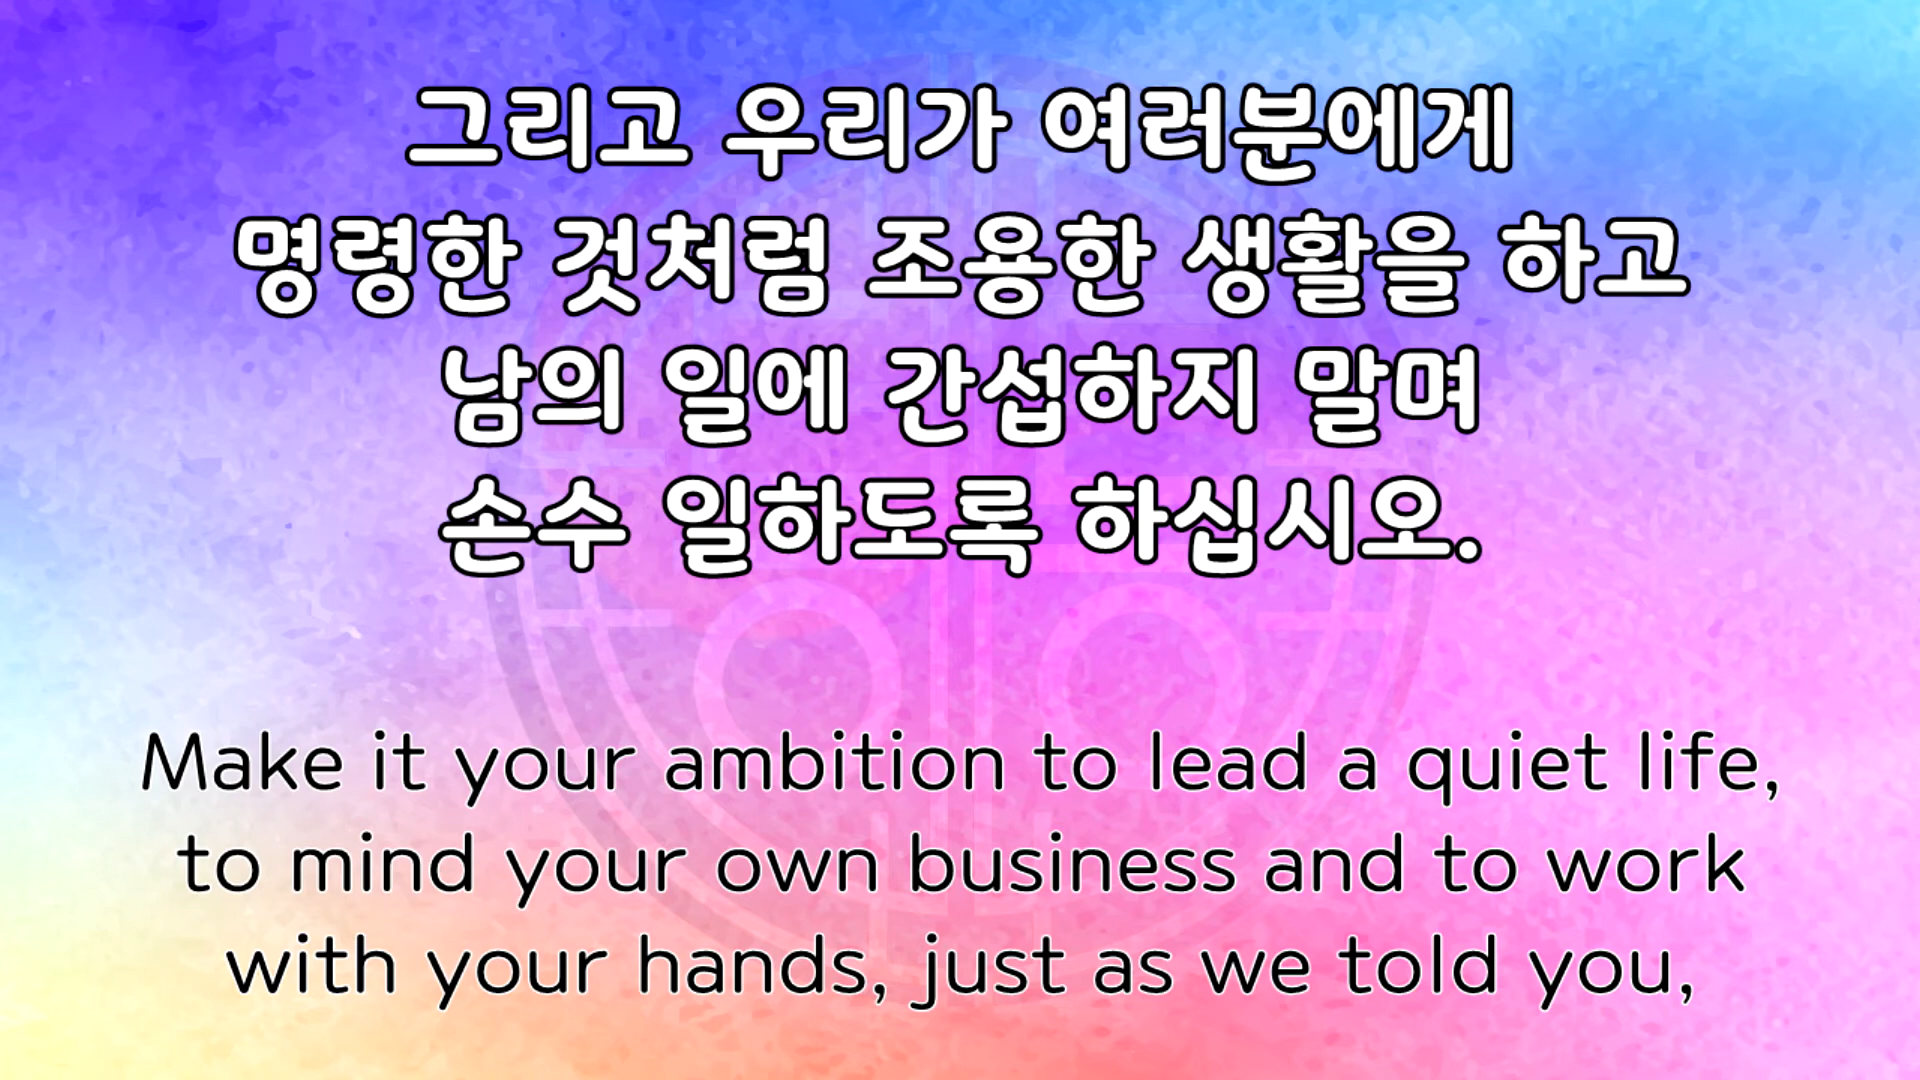 그리고 우리가 여러분에게
명령한 것처럼 조용한 생활을 하고
남의 일에 간섭하지 말며
손수 일하도록 하십시오.
Make it your ambition to lead a quiet life,
to mind your own business and to work
with your hands, just as we told you,